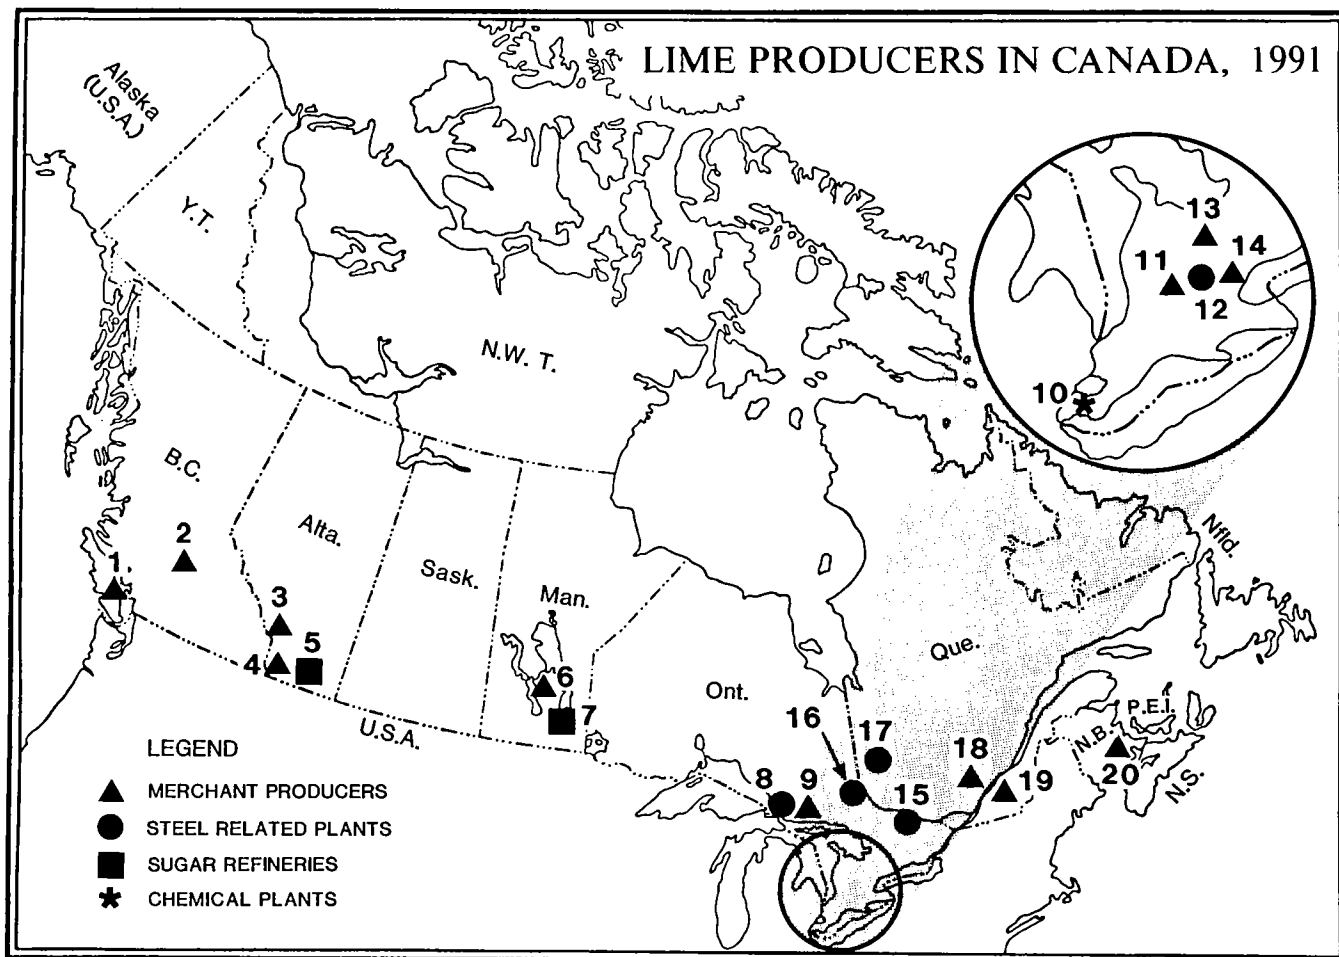 LIME PRODUCERS IN CANADA, 1991
Alaska
(U.S.A.)
Y.T.
N.W.T.
B.C.
Alta.
Sask.
Man.
Ont.
Que.
Nfld.
P.E.I.
N.B.
N.S.
U.S.A.
1
2
3
4
5
6
7
8
9
10
11
12
13
14
15
16
17
18
19
20
LEGEND
MERCHANT PRODUCERS
STEEL RELATED PLANTS
SUGAR REFINERIES
CHEMICAL PLANTS